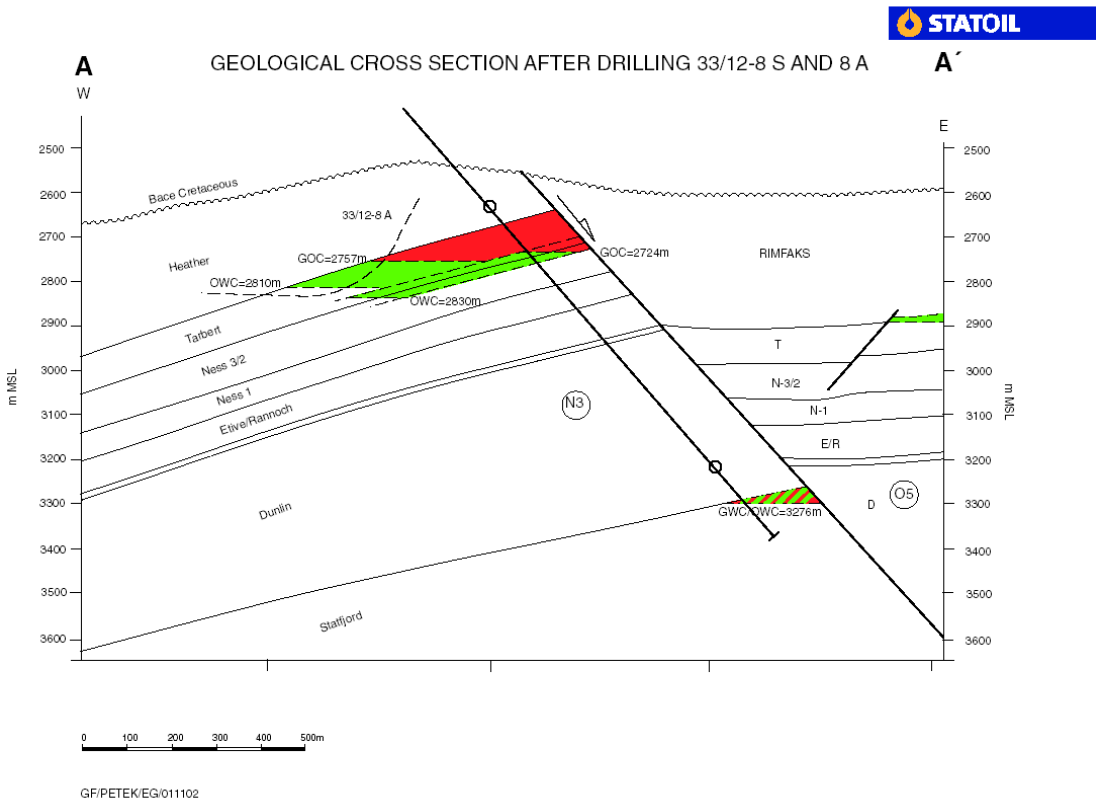 STATOIL
A
GEOLOGICAL CROSS SECTION AFTER DRILLING 33/12-8 S AND 8 A
A´
W
E
2500
2500
Bace Cretaceous
2600
2600
33/12-8 A
2700
2700
Heather
GOC=2757m
GOC=2724m
RIMFAKS
2800
OWC=2810m
2800
OWC=2830m
2900
2900
Tarbert
T
3000
Ness 3/2
3000
m MSL
N-3/2
m MSL
Ness 1
N3
N-1
3100
3100
Etive/Rannoch
E/R
3200
3200
O5
3300
Dunlin
GWC/OWC=3276m
D
3300
3400
3400
3500
3500
Statfjord
3600
3600
0 100 200 300 400 500m
GF/PETEK/EG/011102